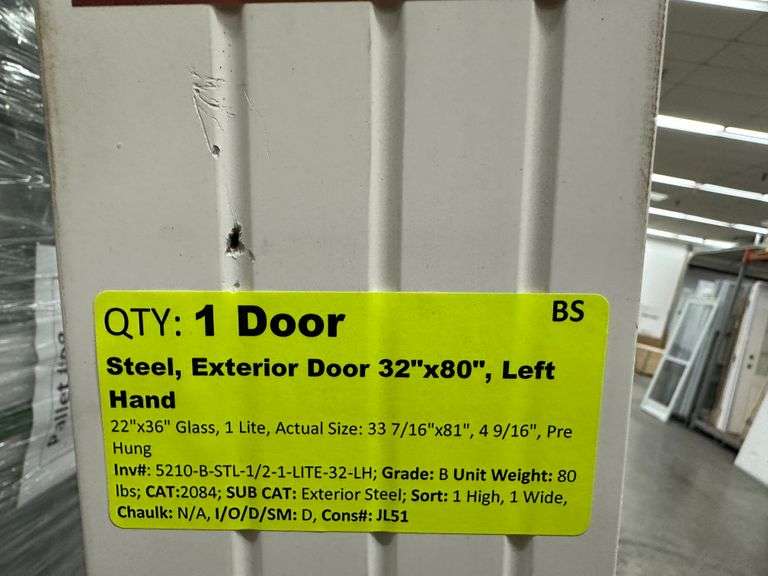 QTY: 1 Door
BS
Steel, Exterior Door 32"x80", Left
Hand
22"x36" Glass, 1 Lite, Actual Size: 33 7/16"x81", 4 9/16", Pre
Hung
Inv#: 5210-B-STL-1/2-1-LITE-32-LH; Grade: B Unit Weight: 80
lbs; CAT:2084; SUB CAT: Exterior Steel; Sort: 1 High, 1 Wide,
Chaulk: N/A, I/O/D/SM: D, Cons#: JL51
Pallet